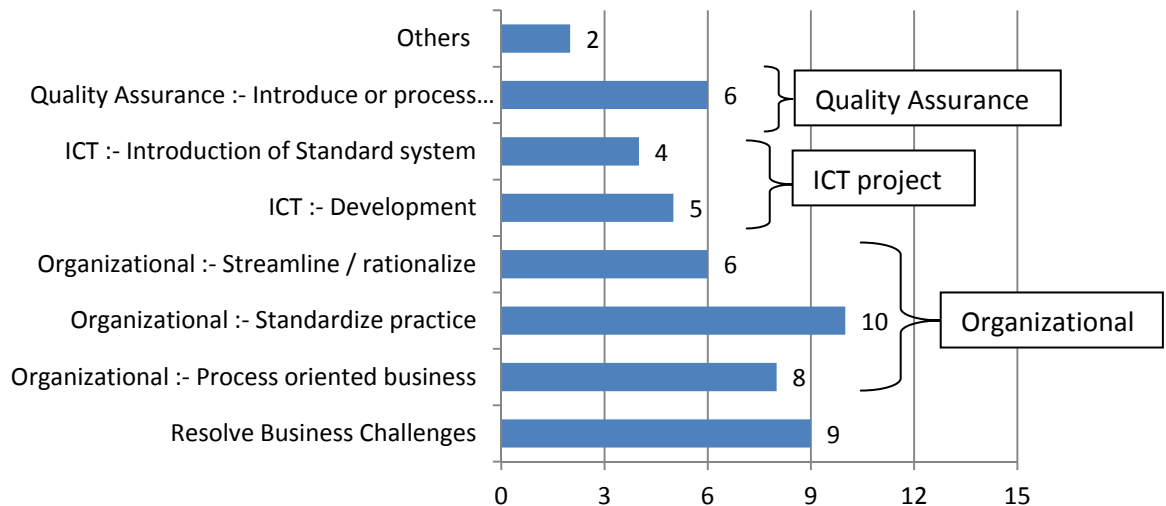 Others
2
Quality Assurance :- Introduce or process...
6
Quality Assurance
ICT :- Introduction of Standard system
4
ICT project
ICT :- Development
5
Organizational :- Streamline / rationalize
6
Organizational :- Standardize practice
10
Organizational
Organizational :- Process oriented business
8
Resolve Business Challenges
9
0 3 6 9 12 15